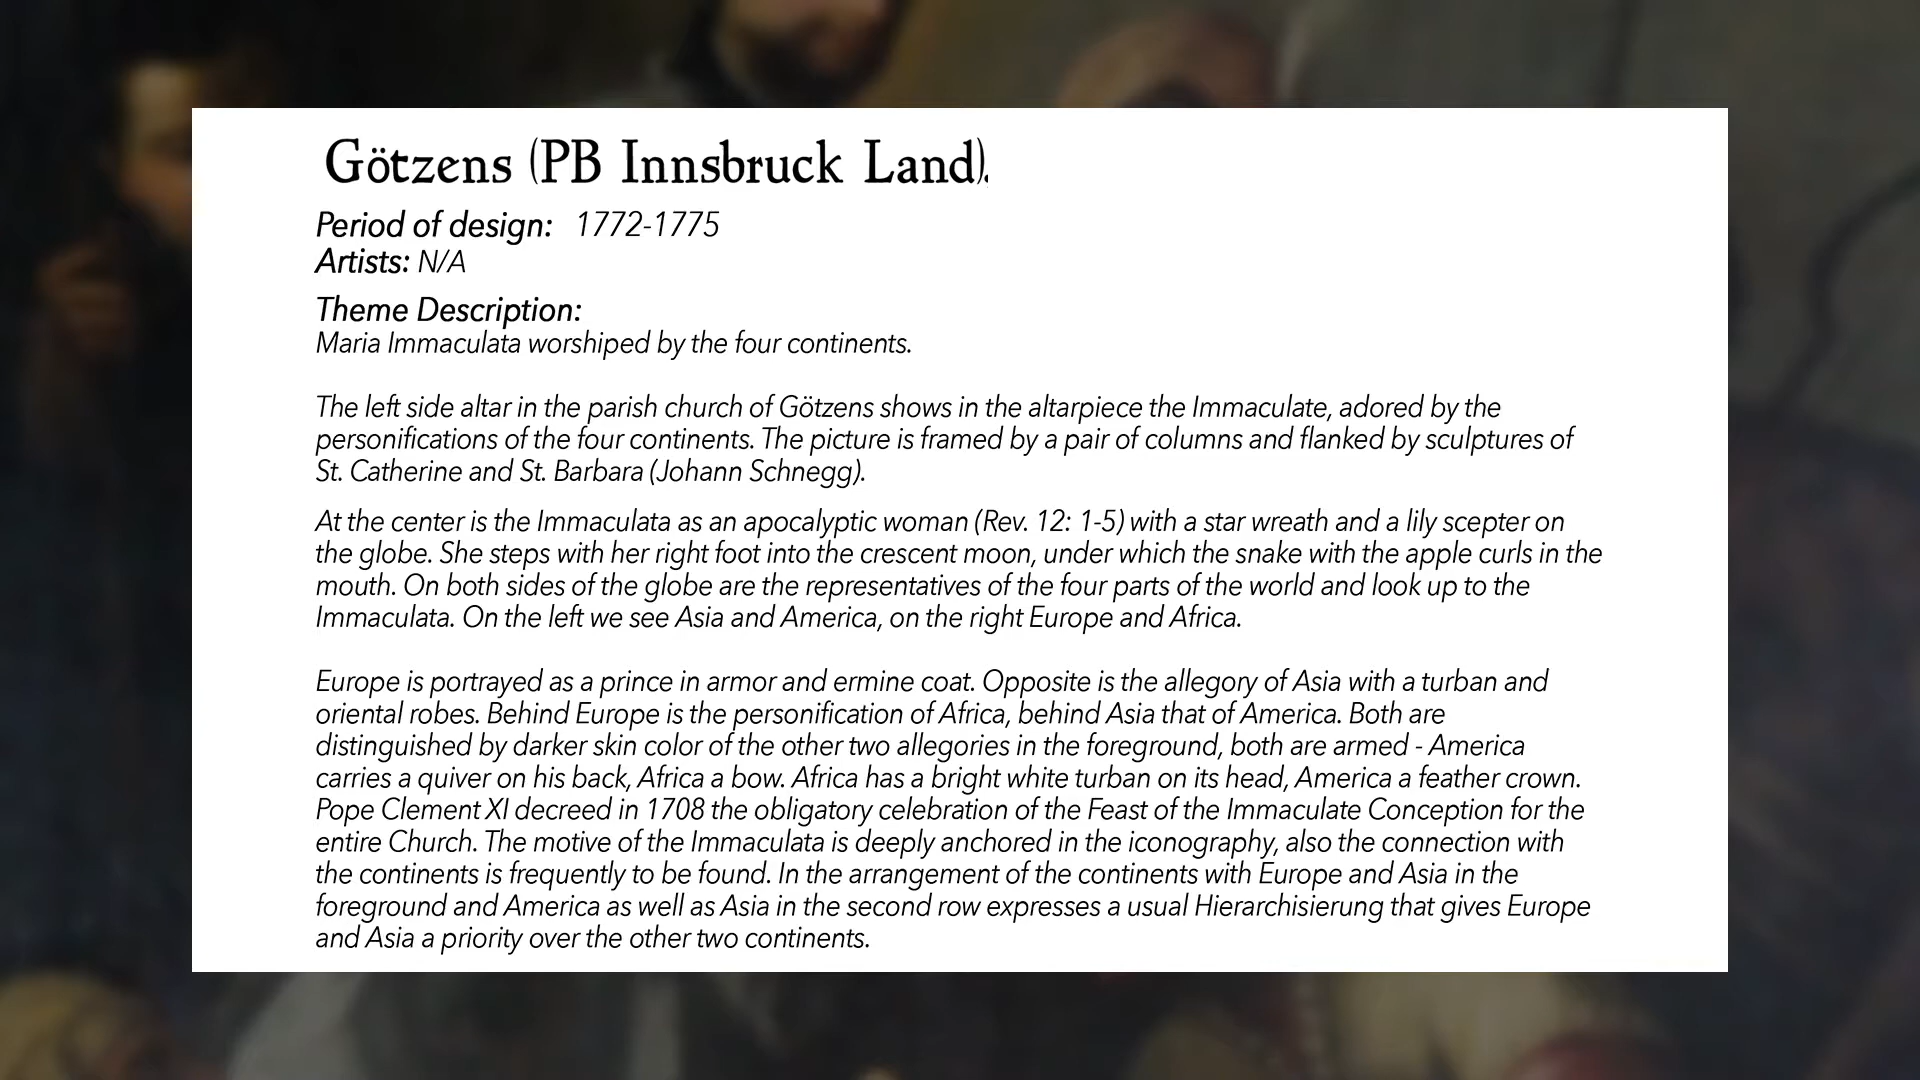 Götzens (PB Innsbruck Land).
Period of design: 1772-1775
Artists: N/A
Theme Description:
Maria Immaculata worshiped by the four continents.
The left side altar in the parish church of Götzens shows in the altarpiece the Immaculate, adored by the
personifications of the four continents. The picture is framed by a pair of columns and flanked by sculptures of
St. Catherine and St. Barbara (Johann Schnegg).
At the center is the Immaculata as an apocalyptic woman (Rev. 12: 1-5) with a star wreath and a lily scepter on
the globe. She steps with her right foot into the crescent moon, under which the snake with the apple curls in the
mouth. On both sides of the globe are the representatives of the four parts of the world and look up to the
Immaculata. On the left we see Asia and America, on the right Europe and Africa.
Europe is portrayed as a prince in armor and ermine coat. Opposite is the allegory of Asia with a turban and
oriental robes. Behind Europe is the personification of Africa, behind Asia that of America. Both are
distinguished by darker skin color of the other two allegories in the foreground, both are armed - America
carries a quiver on his back, Africa a bow. Africa has a bright white turban on its head, America a feather crown.
Pope Clement XI decreed in 1708 the obligatory celebration of the Feast of the Immaculate Conception for the
entire Church. The motive of the Immaculata is deeply anchored in the iconography, also the connection with
the continents is frequently to be found. In the arrangement of the continents with Europe and Asia in the
foreground and America as well as Asia in the second row expresses a usual Hierarchisierung that gives Europe
and Asia a priority over the other two continents.